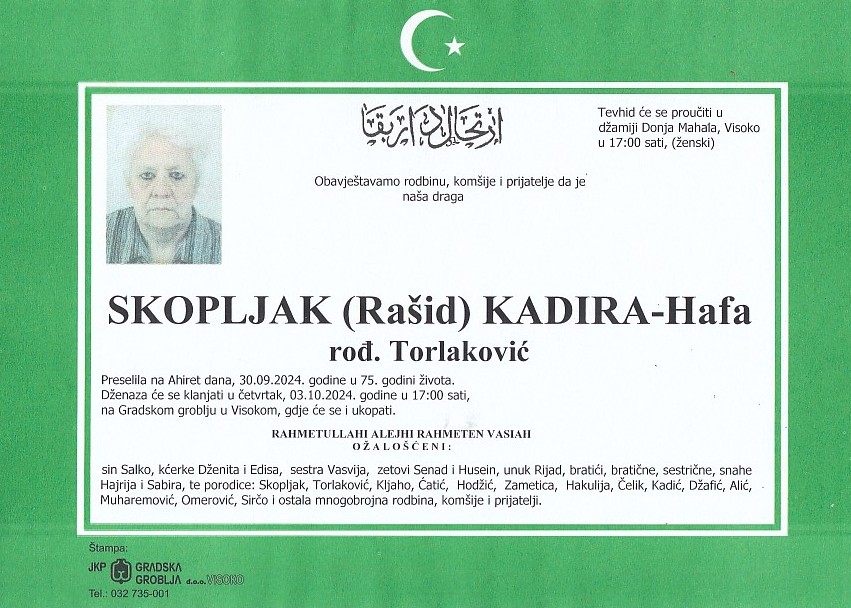 ارتحال دار بقا
Tevhid će se proučiti u
džamiji Donja Mahala, Visoko
u 17:00 sati, (ženski)
Obavještavamo rodbinu, komšije i prijatelje da je
naša draga
SKOPLJAK (Rašid) KADIRA-Hafa
rođ. Torlaković
Preselila na Ahiret dana, 30.09.2024. godine u 75. godini života.
Dženaza će se klanjati u četvrtak, 03.10.2024. godine u 17:00 sati,
na Gradskom groblju u Visokom, gdje će se i ukopati.
RAHMETULLAHI ALEJHI RAHMETEN VASIAH
OŽALOŠĆENI:
sin Salko, kćerke Dženita i Edisa, sestra Vasvija, zetovi Senad i Husein, unuk Rijad, bratići, bratične, sestrične, snahe
Hajrija i Sabira, te porodice: Skopljak, Torlaković, Kljaho, Ćatić, Hodžić, Zametica, Hakulija, Čelik, Kadić, Džafić, Alić,
Muharemović, Omerović, Sirčo i ostala mnogobrojna rodbina, komšije i prijatelji.
Štampa:
JKP GRADSKA
GROBLJA d.o.o. VISOKO
Tel.: 032 735-001